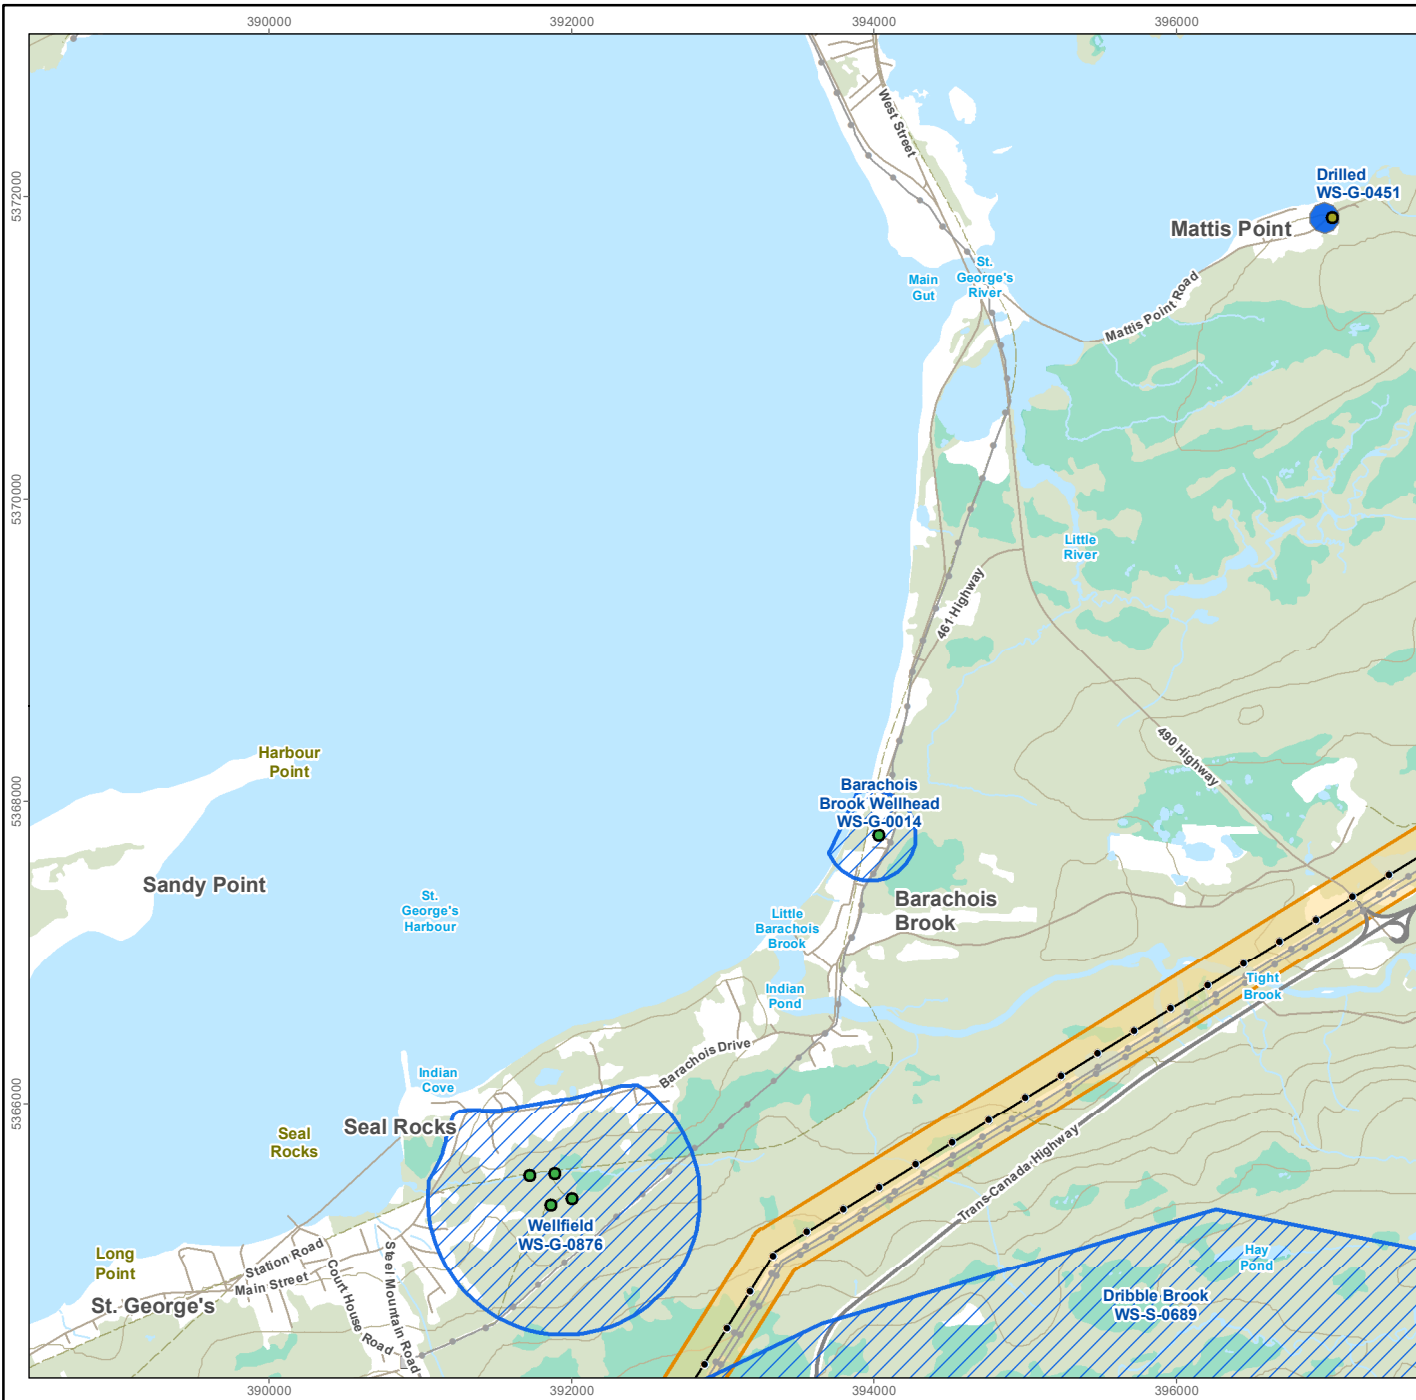 390000
392000
394000
396000
5372000
5370000
5368000
5366000
West Street
Drilled
WS-G-0451
Mattis Point
Main
Gut
St.
George's
River
Mattis Point Road
Little
River
461 Highway
490 Highway
Harbour
Point
Barachois
Brook Wellhead
WS-G-0014
Sandy Point
St.
George's
Harbour
Barachois
Brook
Little
Barachois
Brook
Indian
Pond
Tight
Brook
Barachois Drive
Indian
Cove
Seal Rocks
Seal
Rocks
Trans-Canada Highway
Wellfield
WS-G-0876
Long
Point
Station Road
Main Street
Court House Road
Steel Mountain Road
St. George's
Hay
Pond
Dribble Brook
WS-S-0689
390000
392000
394000
396000